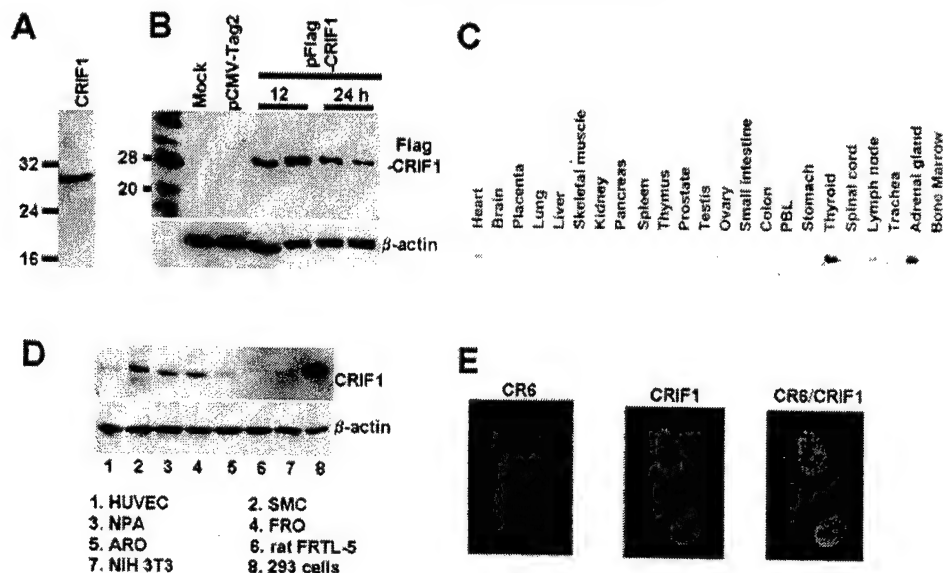 A
CRIF1
32
24
16
B
Mock
pCMV-Tag2
pFlag
-CRIF1
12
24 h
28
20
Flag
-CRIF1
β-actin
C
Heart
Brain
Placenta
Lung
Liver
Skeletal muscle
Kidney
Pancreas
Spleen
Thymus
Prostate
Testis
Ovary
Small intestine
Colon
PBL
Stomach
Thyroid
Spinal cord
Lymph node
Trachea
Adrenal gland
Bone Marrow
D
CRIF1
β-actin
1 2 3 4 5 6 7 8
1. HUVEC 2. SMC
3. NPA 4. FRO
5. ARO 6. rat FRTL-5
7. NIH 3T3 8. 293 cells
E
CR6
CRIF1
CR6/CRIF1